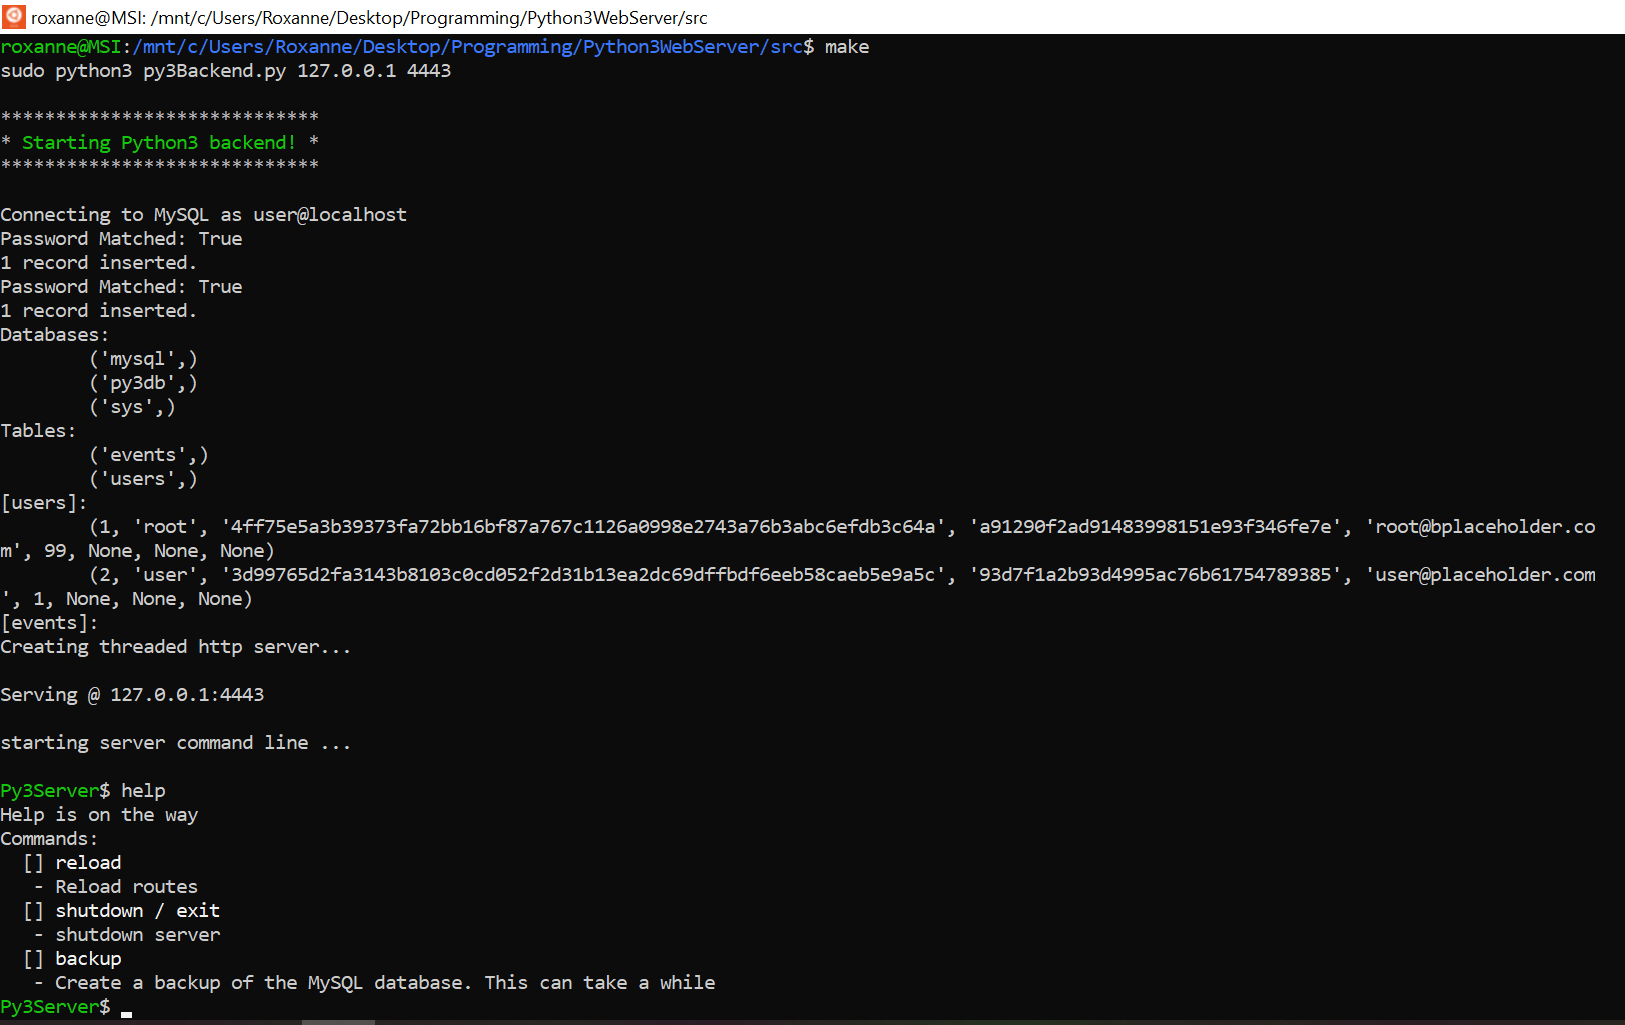 roxanne@MSI: /mnt/c/Users/Roxanne/Desktop/Programming/Python3WebServer/src
roxanne@MSI:/mnt/c/Users/Roxanne/Desktop/Programming/Python3WebServer/src$ make
sudo python3 py3Backend.py 127.0.0.1 4443
*****************************
* Starting Python3 backend! *
*****************************
Connecting to MySQL as user@localhost
Password Matched: True
1 record inserted.
Password Matched: True
1 record inserted.
Databases:
        ('mysql',)
        ('py3db',)
        ('sys',)
Tables:
        ('events',)
        ('users',)
[users]:
        (1, 'root', '4ff75e5a3b39373fa72bb16bf87a767c1126a0998e2743a76b3abc6efdb3c64a', 'a91290f2ad91483998151e93f346fe7e', 'root@bplaceholder.co
m', 99, None, None, None)
        (2, 'user', '3d99765d2fa3143b8103c0cd052f2d31b13ea2dc69dffbdf6eeb58caeb5e9a5c', '93d7f1a2b93d4995ac76b61754789385', 'user@placeholder.com
', 1, None, None, None)
[events]:
Creating threaded http server...
Serving @ 127.0.0.1:4443
starting server command line ...
Py3Server$ help
Help is on the way
Commands:
  [] reload
   - Reload routes
  [] shutdown / exit
   - shutdown server
  [] backup
   - Create a backup of the MySQL database. This can take a while
Py3Server$